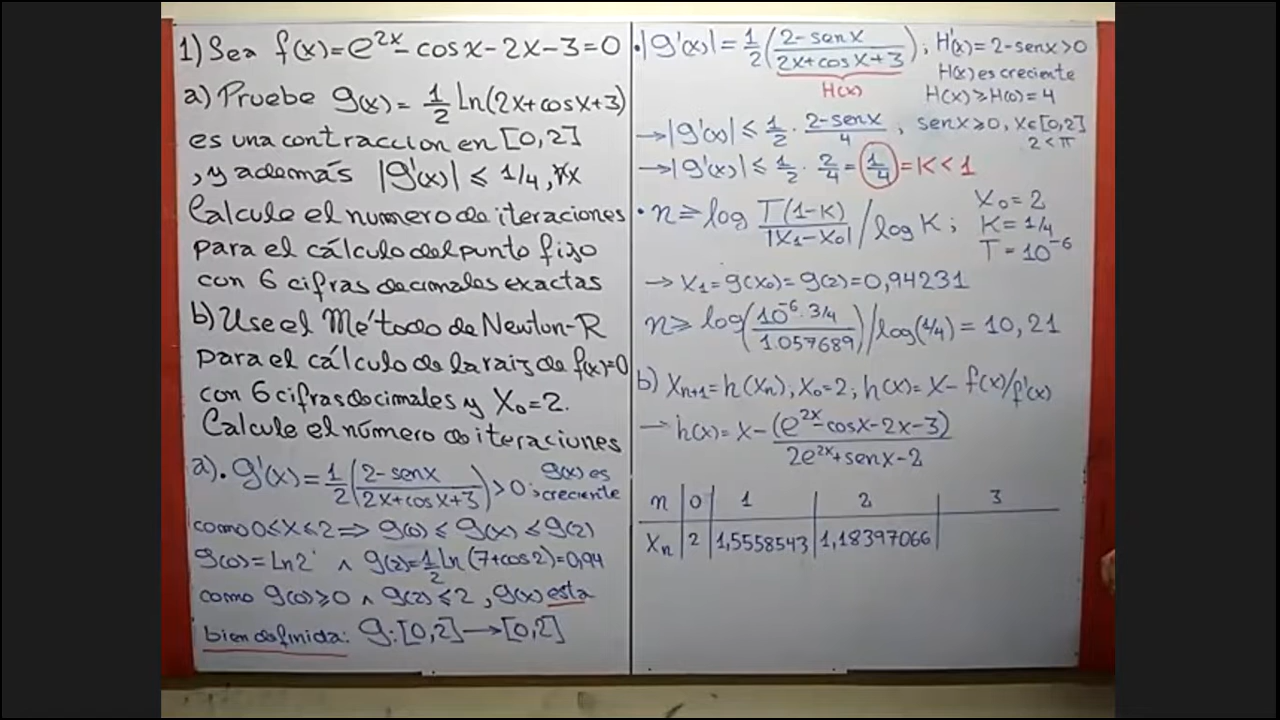 1) Sea f(x)=e^{2x}-cosx-2x-3=0
a) Pruebe g(x)= 1/2 Ln(2x+cosx+3)
es una contraccion en [0,2]
, y además |g'(x)| ≤ 1/4, ∀x
Calcule el numero de iteraciones
para el cálculo del punto fijo
con 6 cifras decimales exactas
b) Use el Método de Newton-R
para el cálculo de la raiz de f(x)=0
con 6 cifras decimales y X₀=2.
Calcule el número de iteraciones
a). g'(x)= 1/2 (2-senx / 2x+cosx+3) >0; g(x) es creciente
como 0≤x≤2 ⇒ g(0) ≤ g(x) ≤ g(2)
g(0)= Ln2 ∧ g(2)= 1/2 Ln(7+cos2)=0,94
como g(0)≥0 ∧ g(2)≤2, g(x) esta
bien definida: g:[0,2]→[0,2]
• |g'(x)| = 1/2 (2-senx / 2x+cosx+3); H'(x)=2-senx>0
H(x)
H(x) es creciente
H(x)≥H(0)=4
→|g'(x)| ≤ 1/2 · 2-senx / 4, senx≥0, x∈[0,2]
2<π
→|g'(x)| ≤ 1/2 · 2/4 = 1/4 = K < 1
• n ≥ log T(1-K) / |X₁-X₀| / log K; X₀=2
K=1/4
T=10⁻⁶
→ X₁=g(X₀)=g(2)=0,94231
n≥ log(10⁻⁶·3/4 / 1.057689)/log(1/4) = 10,21
b) Xn+1=h(Xn), X₀=2; h(x)=X- f(x)/f'(x)
→ h(x)= x- (e^{2x}-cosx-2x-3) / 2e^{2x}+senx-2
n 0 1 2 3
Xn 2 1,5558543 1,18397066